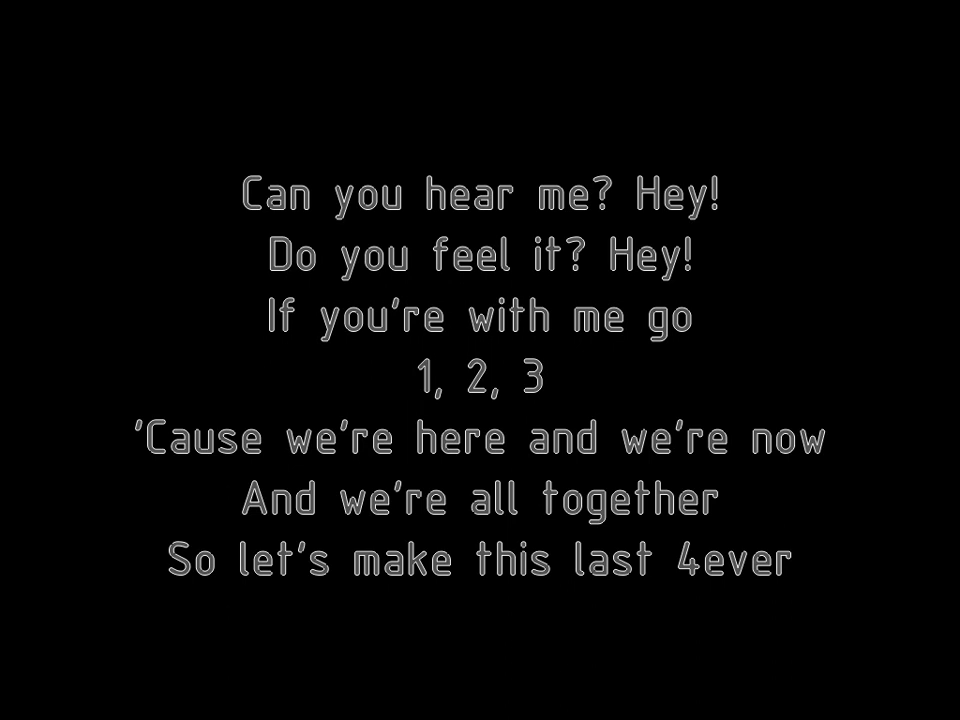 Can you hear me? Hey!
Do you feel it? Hey!
If you're with me go
1, 2, 3
'Cause we're here and we're now
And we're all together
So let's make this last 4ever